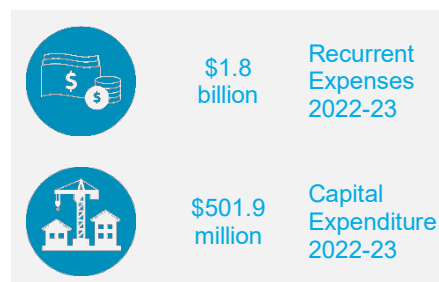 $
$
$1.8
billion
Recurrent
Expenses
2022-23
$501.9
million
Capital
Expenditure
2022-23